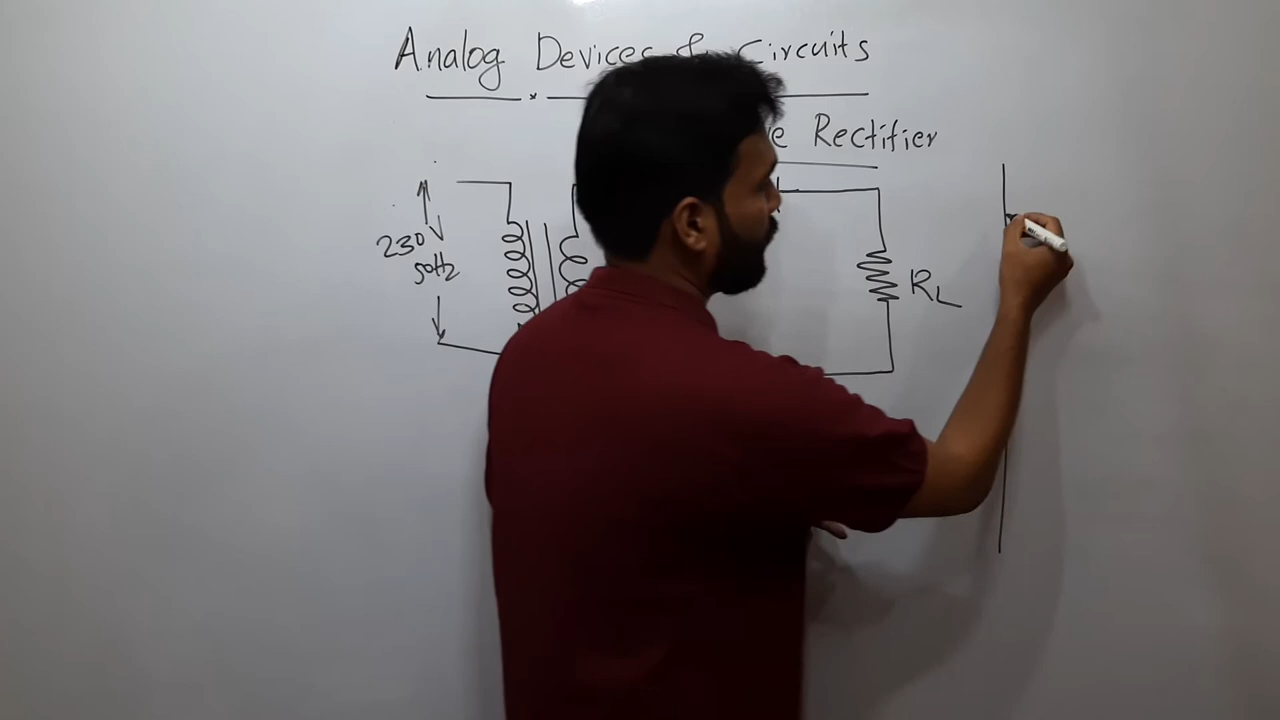 Analog Devices & Circuits
Rectifier
230 V
50Hz
RL